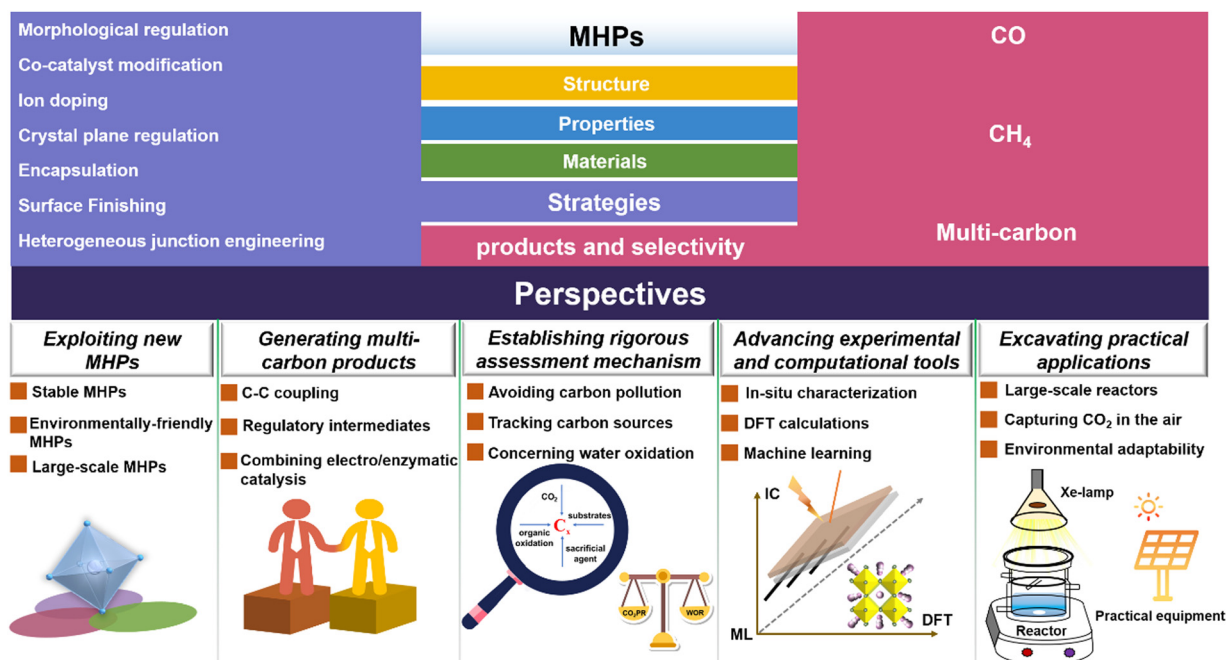 Morphological regulation
Co-catalyst modification
Ion doping
Crystal plane regulation
Encapsulation
Surface Finishing
Heterogeneous junction engineering
MHPs
Structure
Properties
Materials
Strategies
products and selectivity
CO
CH₄
Multi-carbon
Perspectives
Exploiting new
MHPs
Stable MHPs
Environmentally-friendly
MHPs
Large-scale MHPs
Generating multi-
carbon products
C-C coupling
Regulatory intermediates
Combining electro/enzymatic
catalysis
Establishing rigorous
assessment mechanism
Avoiding carbon pollution
Tracking carbon sources
Concerning water oxidation
CO₂
substrates
Cₓ
organic
oxidation
sacrificial
agent
CO₂PR
WOR
Advancing experimental
and computational tools
In-situ characterization
DFT calculations
Machine learning
IC
ML
DFT
Excavating practical
applications
Large-scale reactors
Capturing CO₂ in the air
Environmental adaptability
Xe-lamp
Practical equipment
Reactor